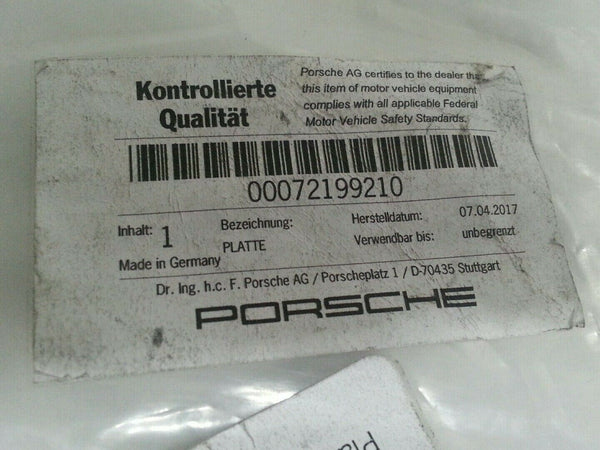 Kontrollierte
Qualität
Porsche AG certifies to the dealer that
this item of motor vehicle equipment
complies with all applicable Federal
Motor Vehicle Safety Standards.
00072199210
Inhalt: 1
Bezeichnung:
PLATTE
Herstelldatum: 07.04.2017
Verwendbar bis: unbegrenzt
Made in Germany
Dr. Ing. h.c. F. Porsche AG / Porscheplatz 1 / D-70435 Stuttgart
PORSCHE